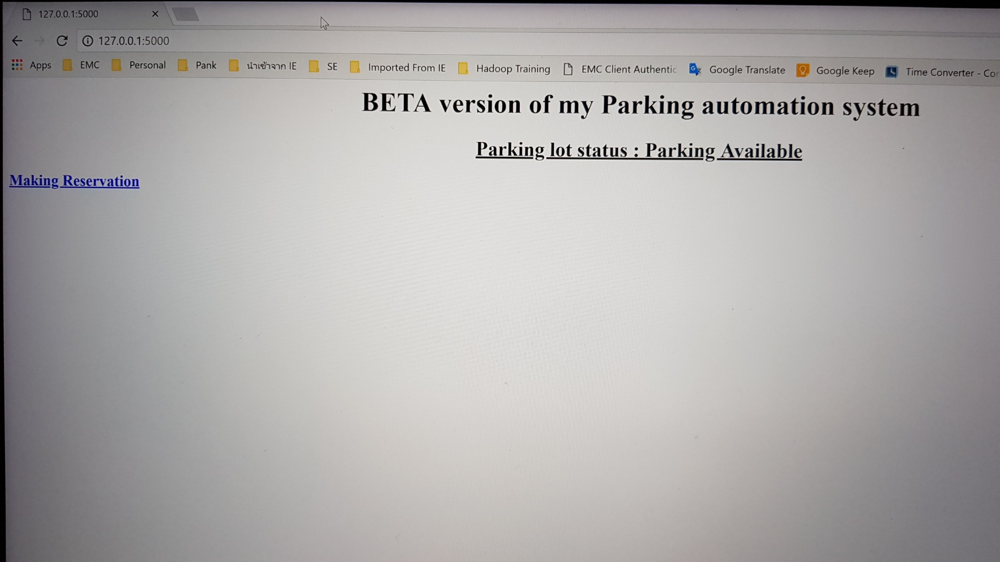 127.0.0.1:5000
127.0.0.1:5000
Apps EMC Personal Pank นำเข้าจาก IE SE Imported From IE Hadoop Training EMC Client Authentic Google Translate Google Keep Time Converter - Cor
BETA version of my Parking automation system
Parking lot status : Parking Available
Making Reservation